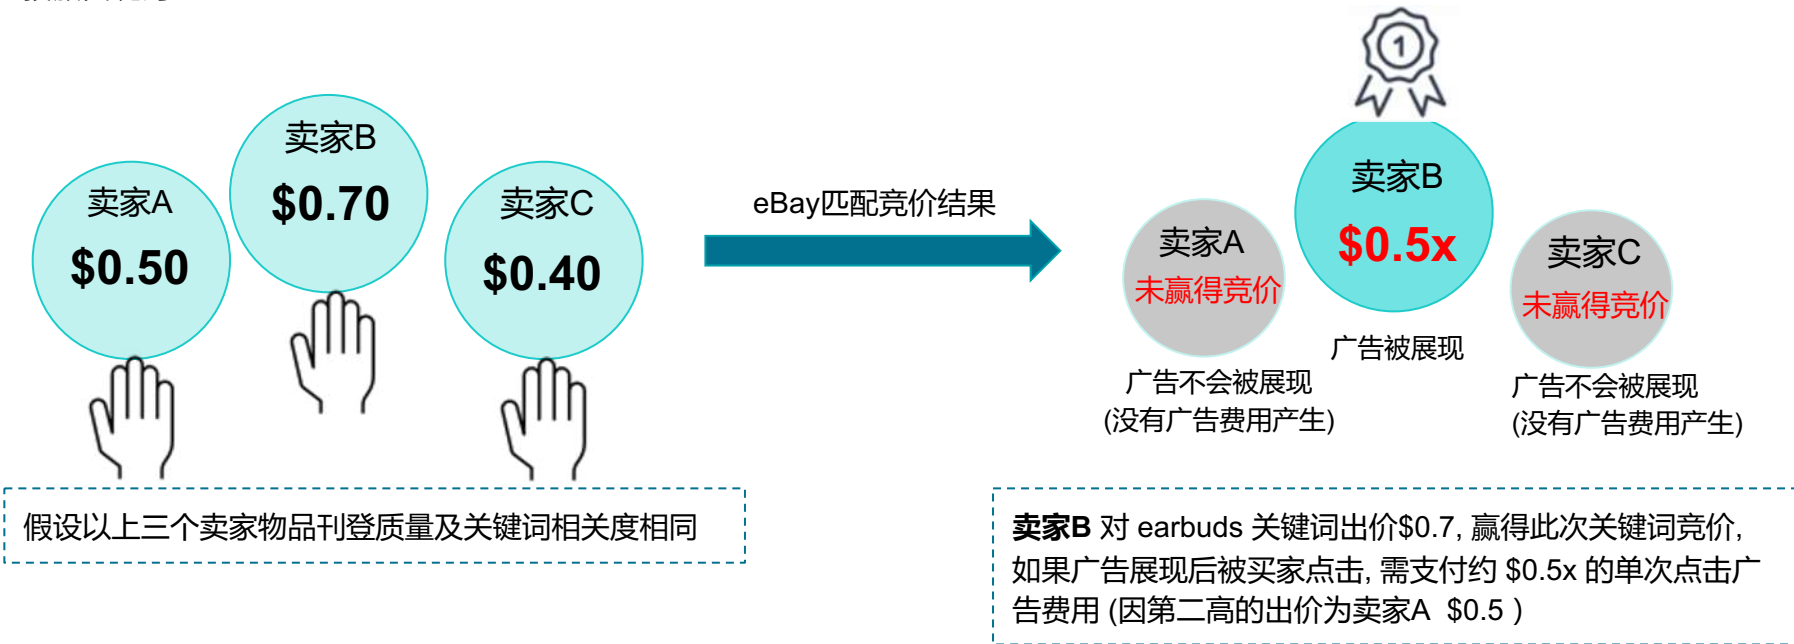 1
卖家B
$0.70
卖家A
$0.50
卖家C
$0.40
eBay匹配竞价结果
卖家B
$0.5x
卖家A
未赢得竞价
卖家C
未赢得竞价
广告被展现
广告不会被展现
(没有广告费用产生)
广告不会被展现
(没有广告费用产生)
假设以上三个卖家物品刊登质量及关键词相关度相同
卖家B 对 earbuds 关键词出价$0.7, 赢得此次关键词竞价,
如果广告展现后被买家点击, 需支付约 $0.5x 的单次点击广
告费用 (因第二高的出价为卖家A $0.5 )